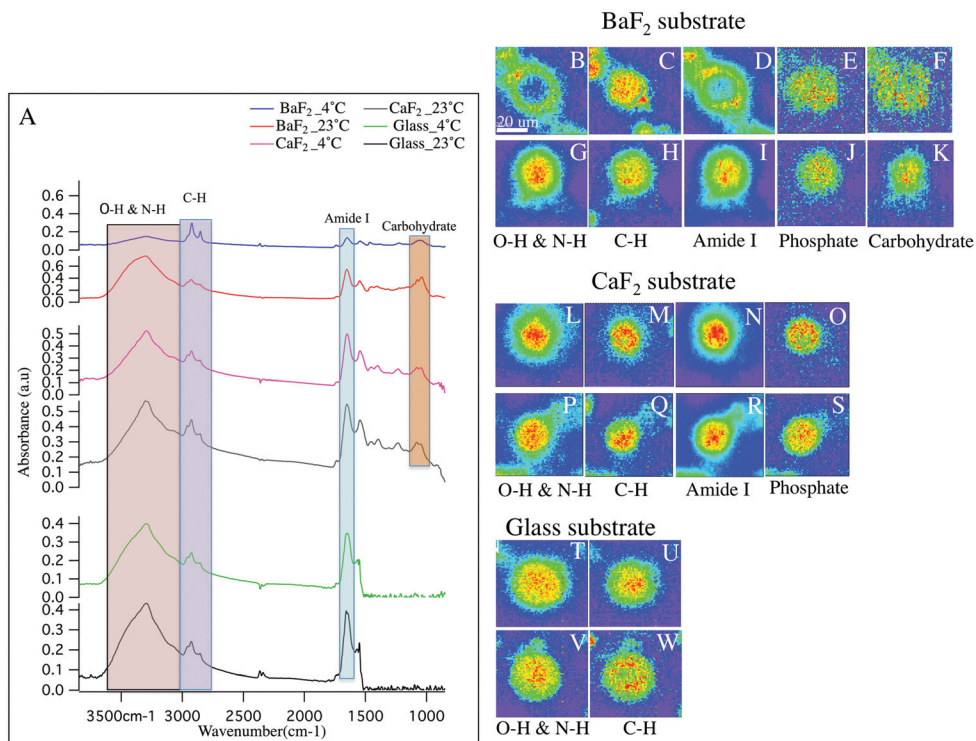 A
BaF2_4°C
BaF2_23°C
CaF2_4°C
CaF2_23°C
Glass_4°C
Glass_23°C
O-H & N-H
C-H
Amide I
Carbohydrate
0.6
0.4
0.2
0.0
0.6
0.4
0.3
0.2
0.0
0.5
0.3
0.2
0.1
0.0
0.5
0.4
0.3
0.2
0.1
0.0
0.4
0.3
0.2
0.1
0.0
0.4
0.3
0.2
0.1
0.0
Absorbance (a.u)
3500cm-1
3000
2500
2000
1500
1000
Wavenumber(cm-1)
BaF2 substrate
B
C
D
E
F
20 um
G
H
I
J
K
O-H & N-H
C-H
Amide I
Phosphate
Carbohydrate
CaF2 substrate
L
M
N
O
P
Q
R
S
O-H & N-H
C-H
Amide I
Phosphate
Glass substrate
T
U
V
W
O-H & N-H
C-H